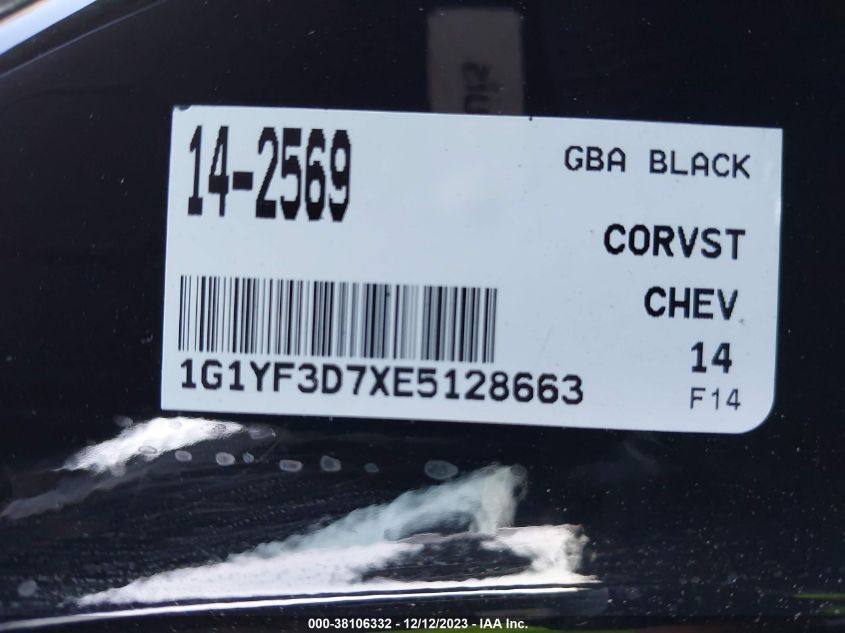 14-2569
GBA BLACK
CORVST
CHEV
14
F14
1G1YF3D7XE5128663
000-38106332 - 12/12/2023 - IAA Inc.